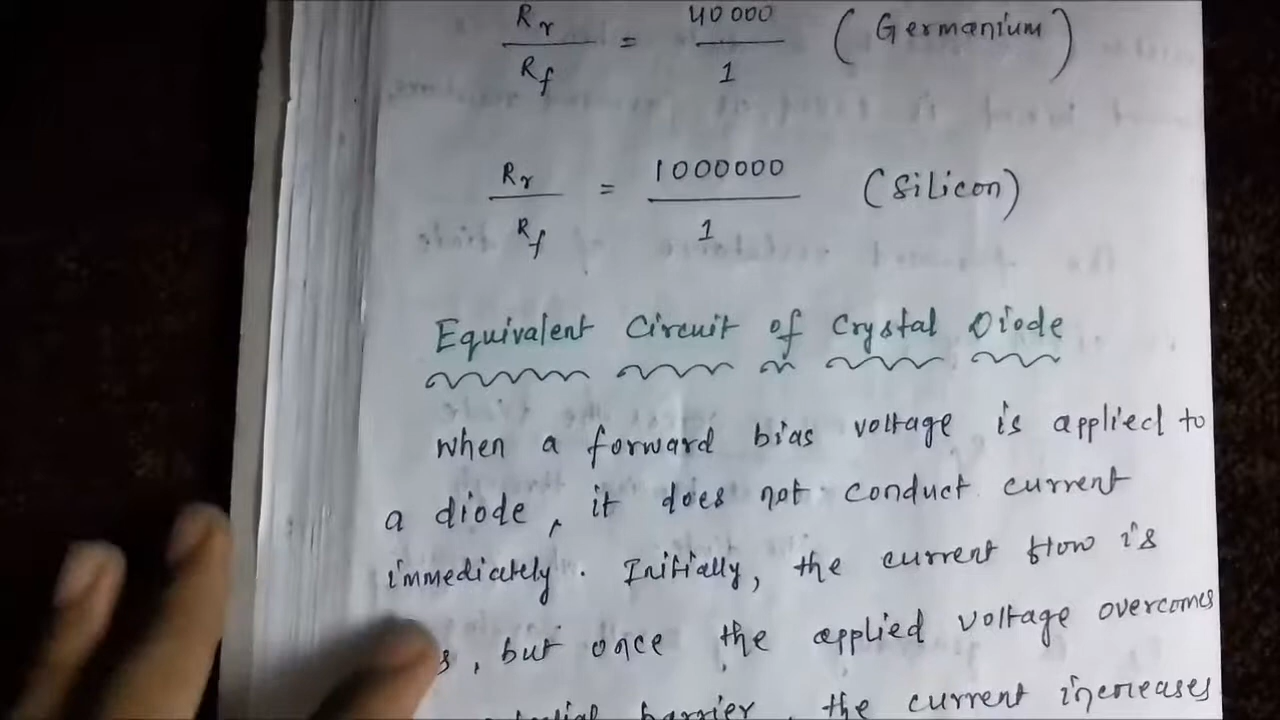 Rr / Rf = 40000 / 1 (Germanium)
Rr / Rf = 1000000 / 1 (Silicon)
Equivalent Circuit of Crystal Diode
When a forward bias voltage is applied to
a diode, it does not conduct current
immediately. Initially, the current flow is
, but once the applied voltage overcomes
barrier, the current increases